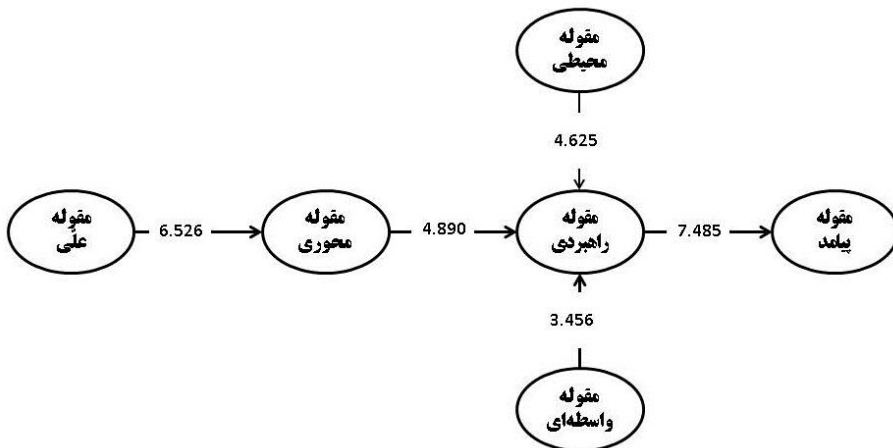 مقوله
محیطی
4.625
مقوله
علّی
6.526
مقوله
محوری
4.890
مقوله
راهبردی
7.485
مقوله
پیامد
3.456
مقوله
واسطه‌ای